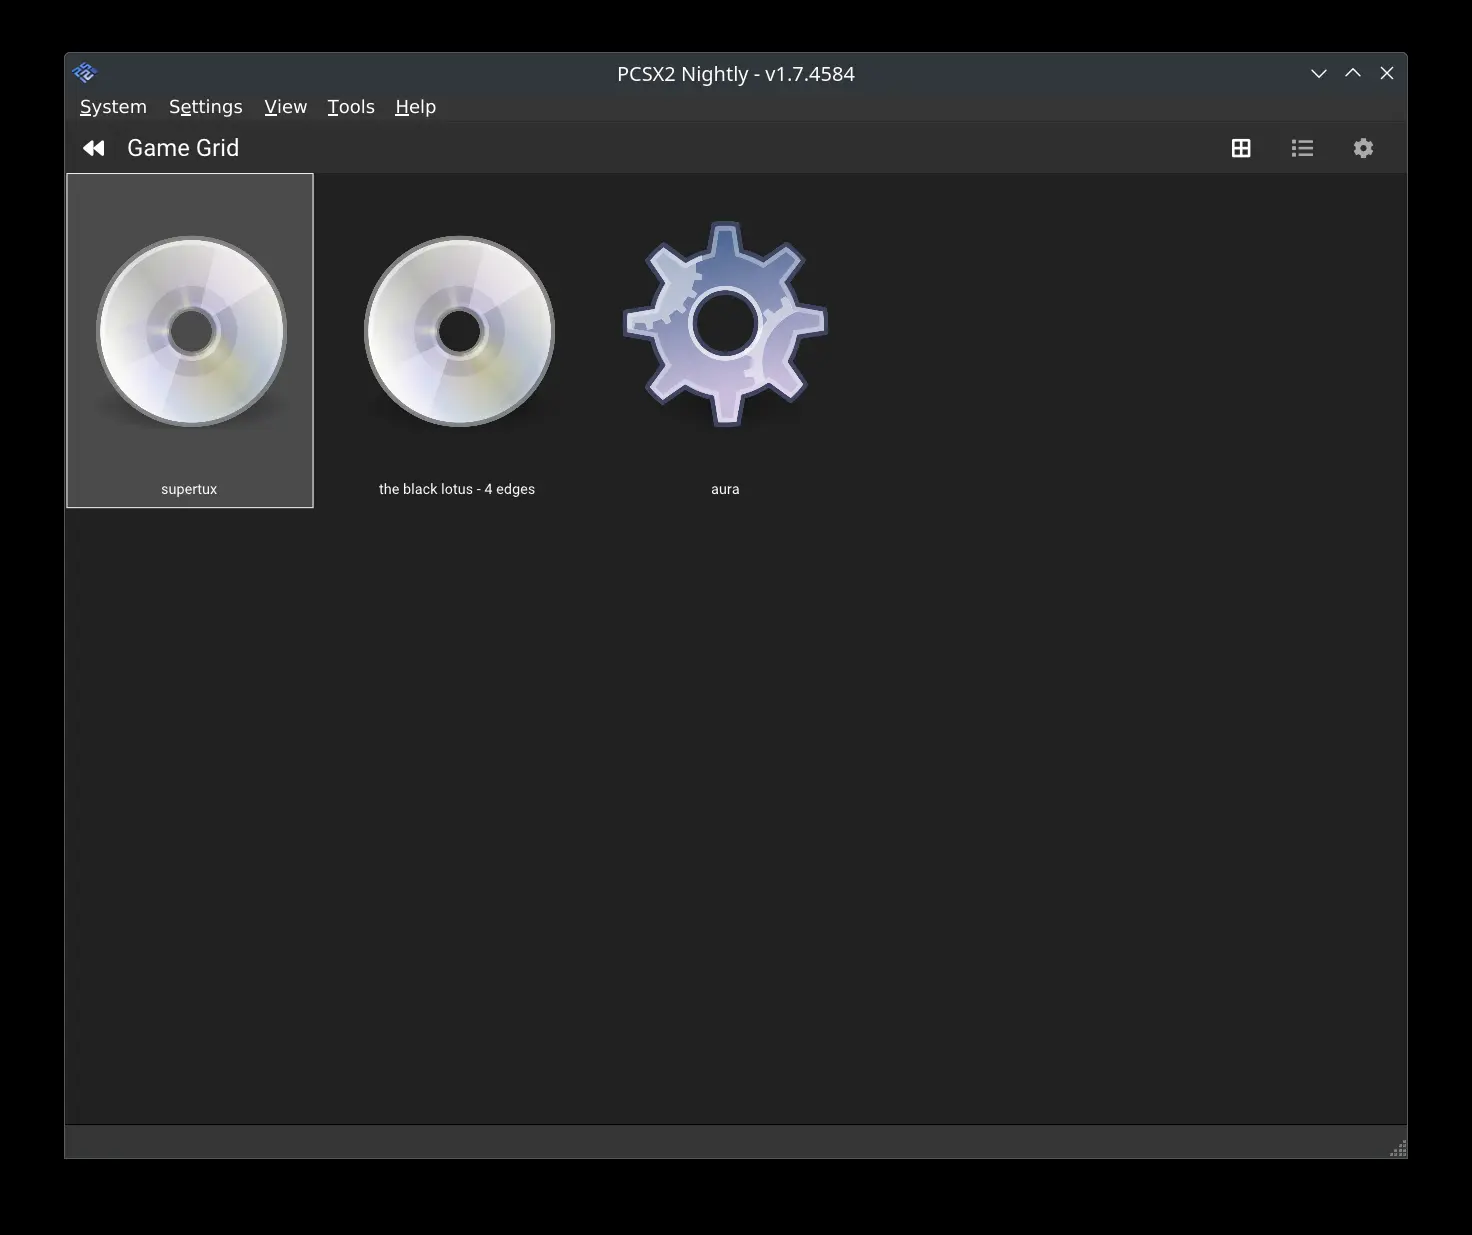 PCSX2 Nightly - v1.7.4584
System Settings View Tools Help
Game Grid
supertux
the black lotus - 4 edges
aura